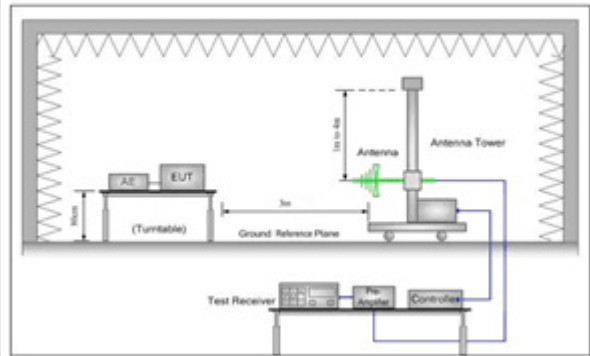 1m to 4m
Antenna
Antenna Tower
AE
EUT
80cm
(Turntable)
3m
Ground Reference Plane
Test Receiver
Pre-
Amplifier
Controller